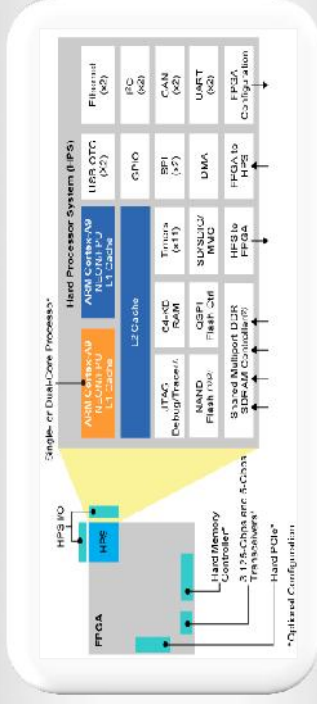 Single- or Dual-Core Processor*
Hard Processor System (HPS)
ARM Cortex-A9
NEON/FPU
L1 Cache
ARM Cortex-A9
NEON/FPU
L1 Cache
USB OTG
(x2)
Ethernet
(x2)
L2 Cache
GPIO
I²C
(x2)
JTAG
Debug/Trace
64-KB
RAM
Timers
(x11)
SPI
(x2)
CAN
(x2)
NAND
Flash
QSPI
Flash Ctrl
SD/SDIO/
MMC
DMA
UART
(x2)
Shared Multiport DDR
SDRAM Controller
HPS to
FPGA
FPGA to
HPS
FPGA
Configuration
HPS I/O
HPS
FPGA
Hard Memory
Controller*
3.125-Gbps and 5-Gbps
Transceivers*
Hard PCIe*
*Optional Configuration